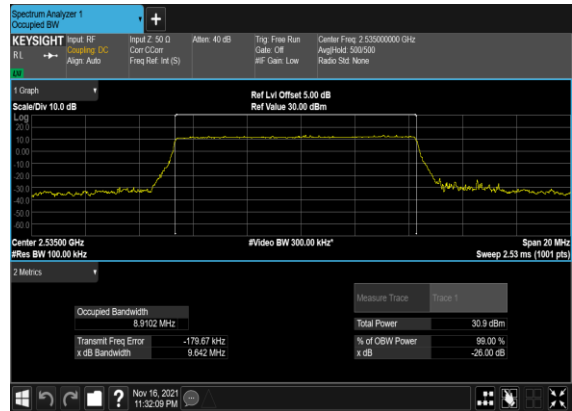 Spectrum Analyzer 1
Occupied BW
KEYSIGHT
R L
Input: RF
Coupling: DC
Align: Auto
Input Z: 50 Ω
Corr CCorr
Freq Ref: Int (S)
Atten: 40 dB
Trig: Free Run
Gate: Off
#IF Gain: Low
Center Freq: 2.535000000 GHz
Avg|Hold: 500/500
Radio Std: None
1 Graph
Scale/Div 10.0 dB
Ref Lvl Offset 5.00 dB
Ref Value 30.00 dBm
Log
20.0
10.0
0.00
-10.0
-20.0
-30.0
-40.0
-50.0
-60.0
Center 2.53500 GHz
#Res BW 100.00 kHz
#Video BW 300.00 kHz*
Span 20 MHz
Sweep 2.53 ms (1001 pts)
2 Metrics
Measure Trace
Trace 1
Occupied Bandwidth
8.9102 MHz
Total Power
30.9 dBm
Transmit Freq Error
-179.67 kHz
% of OBW Power
99.00 %
x dB Bandwidth
9.642 MHz
x dB
-26.00 dB
?
Nov 16, 2021
11:32:09 PM